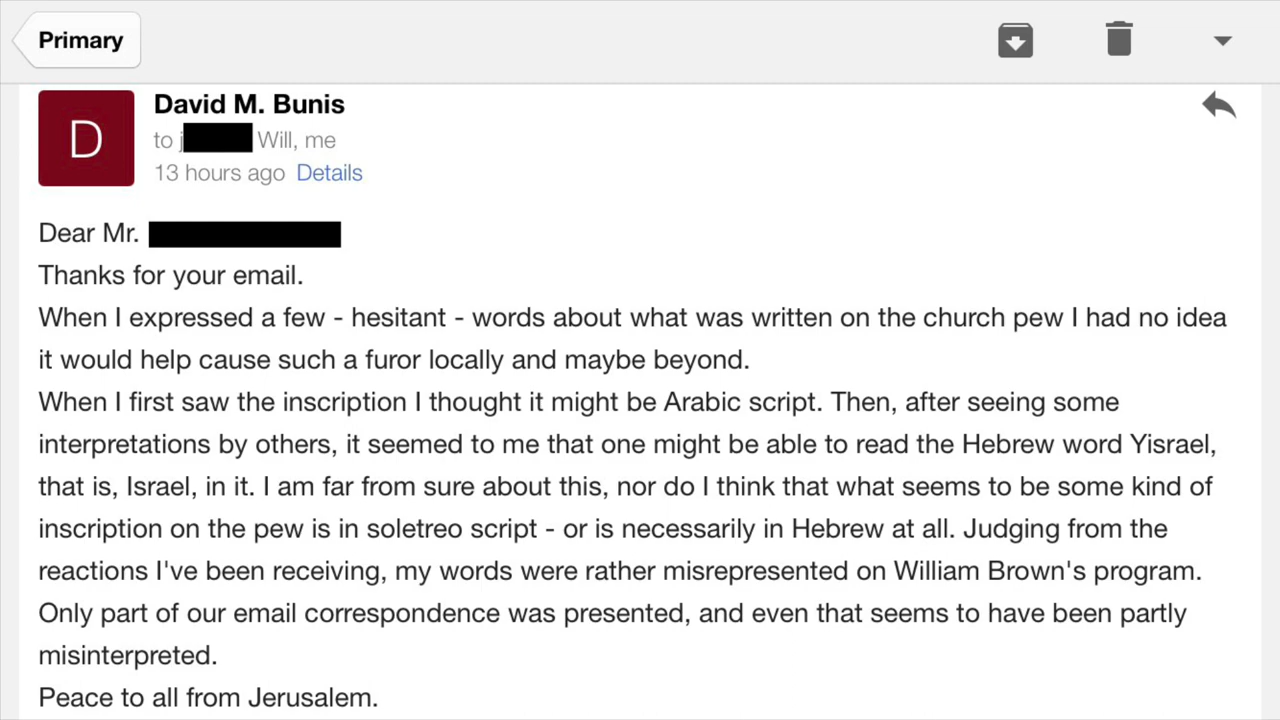 Primary
D
David M. Bunis
to j Will, me
13 hours ago Details
Dear Mr.
Thanks for your email.
When I expressed a few - hesitant - words about what was written on the church pew I had no idea
it would help cause such a furor locally and maybe beyond.
When I first saw the inscription I thought it might be Arabic script. Then, after seeing some
interpretations by others, it seemed to me that one might be able to read the Hebrew word Yisrael,
that is, Israel, in it. I am far from sure about this, nor do I think that what seems to be some kind of
inscription on the pew is in soletreo script - or is necessarily in Hebrew at all. Judging from the
reactions I've been receiving, my words were rather misrepresented on William Brown's program.
Only part of our email correspondence was presented, and even that seems to have been partly
misinterpreted.
Peace to all from Jerusalem.